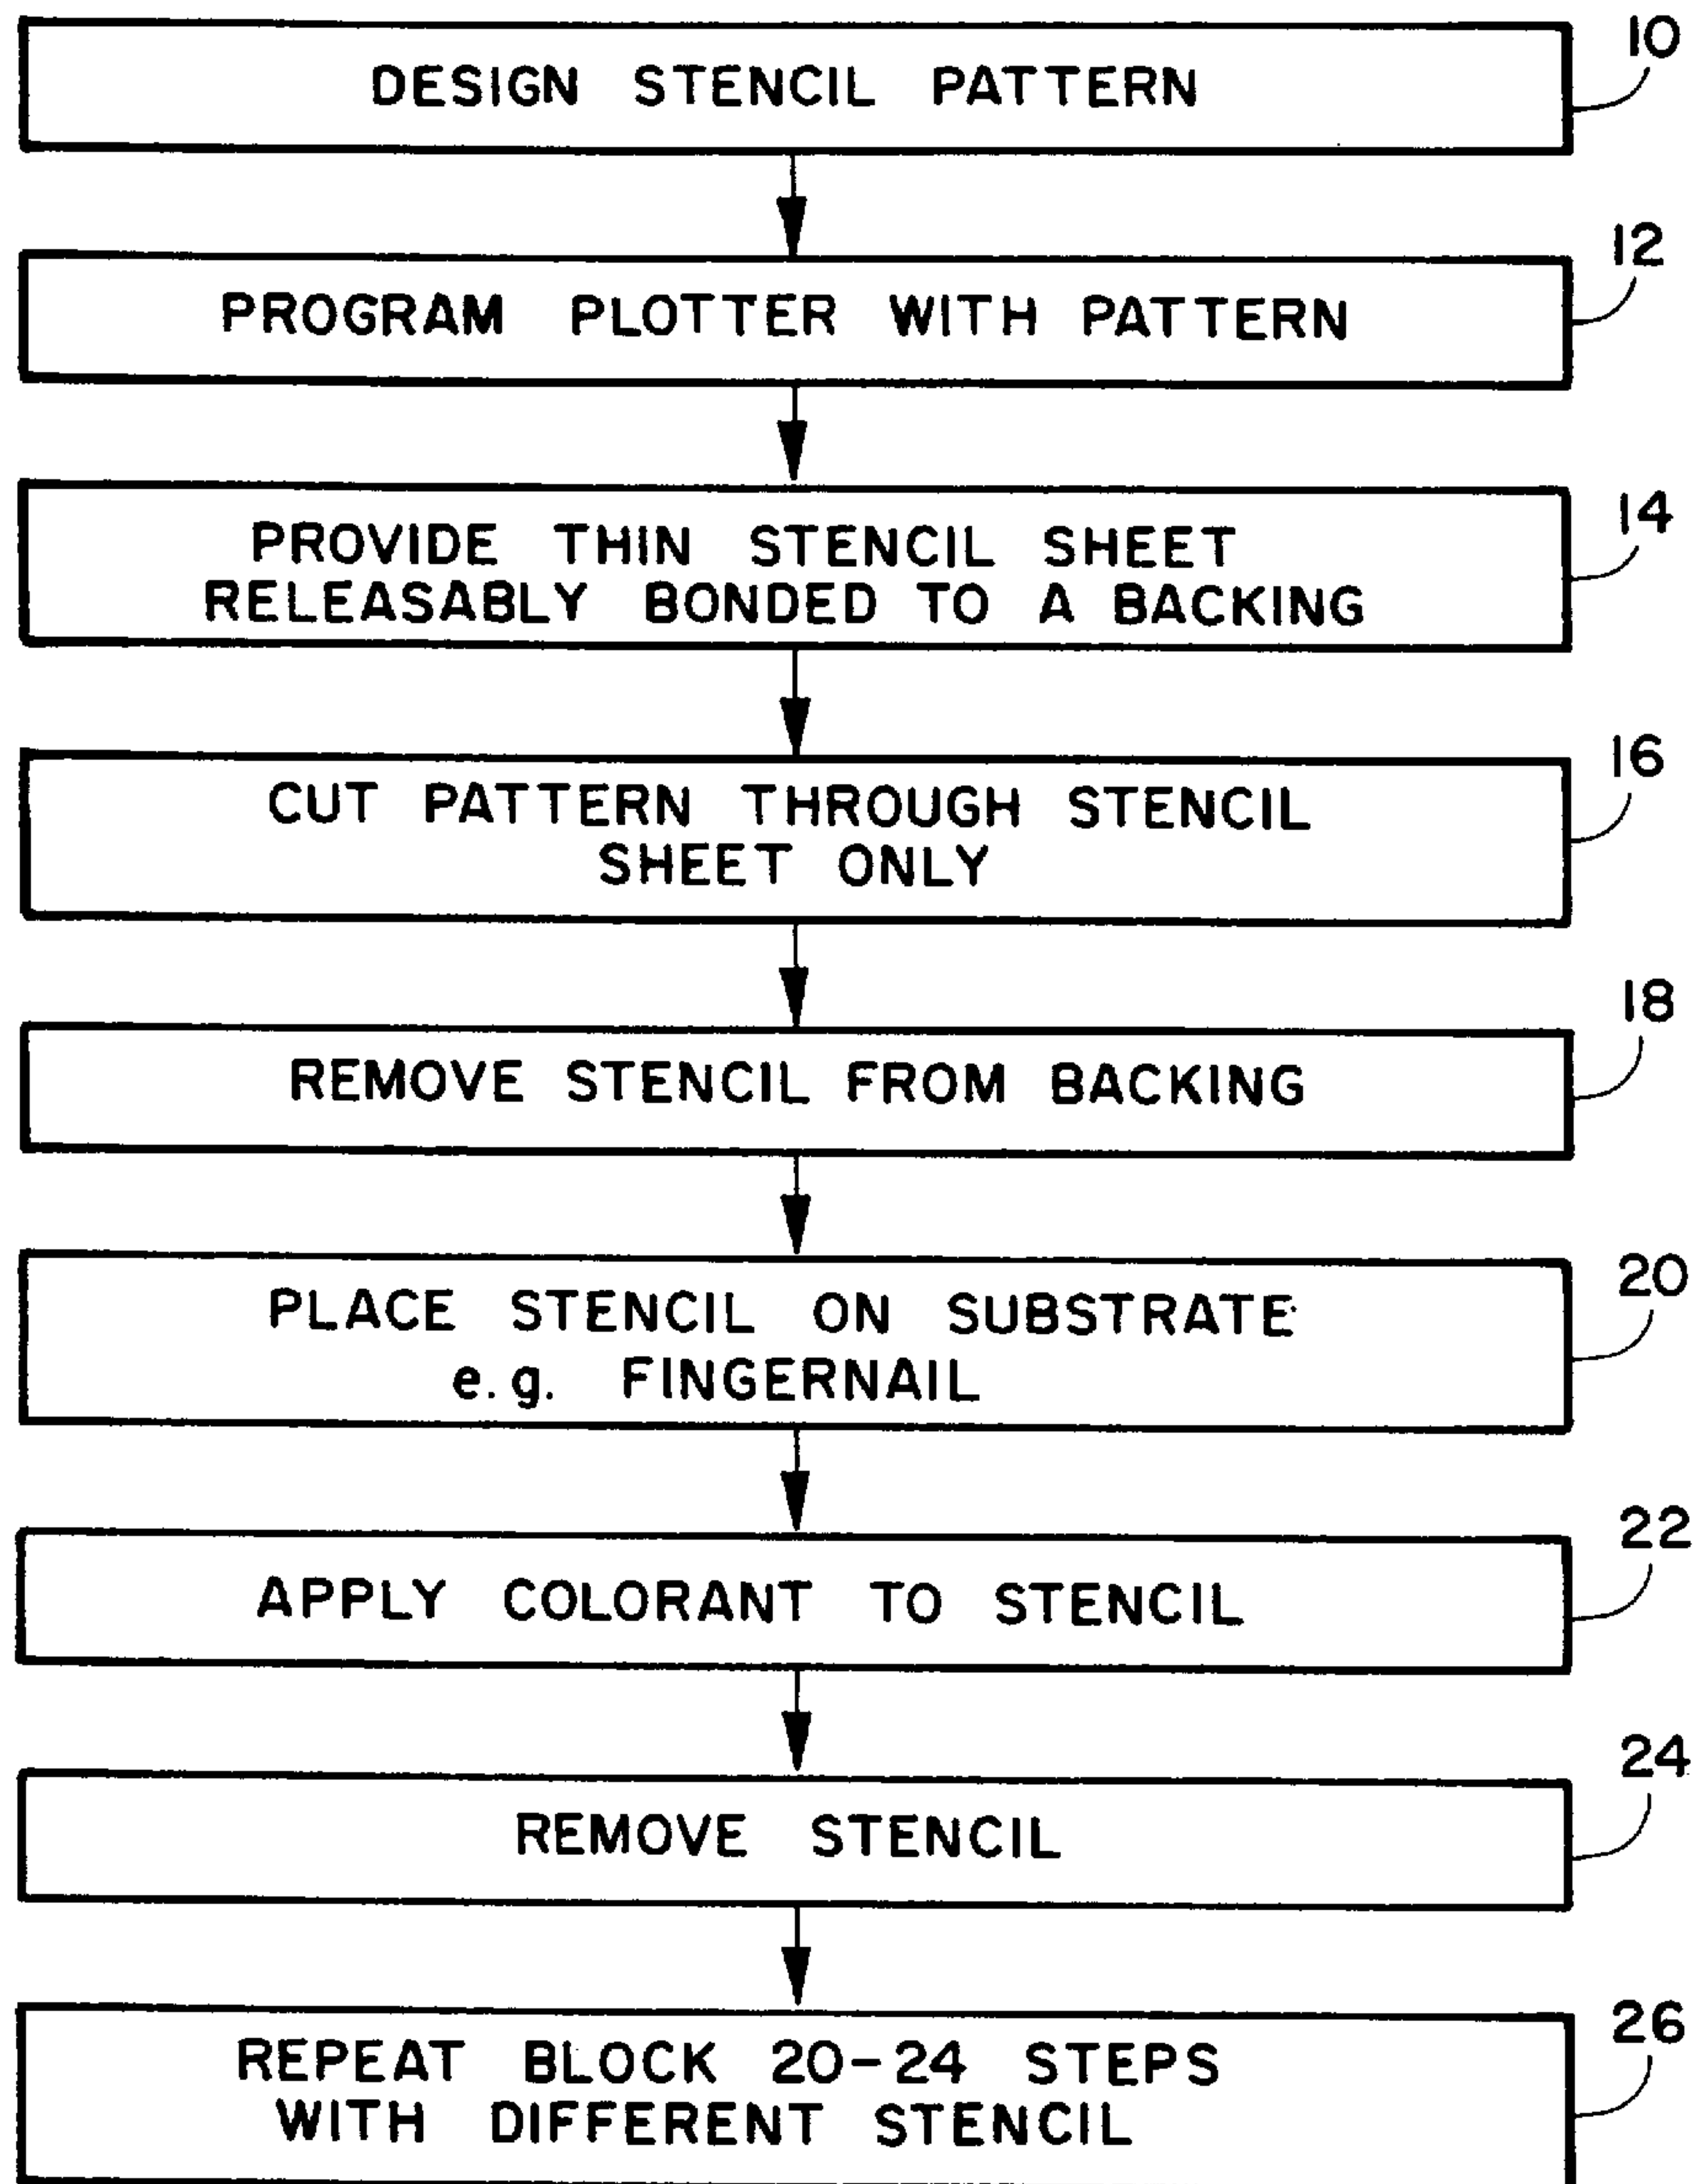 10
DESIGN STENCIL PATTERN
12
PROGRAM PLOTTER WITH PATTERN
14
PROVIDE THIN STENCIL SHEET
RELEASABLY BONDED TO A BACKING
16
CUT PATTERN THROUGH STENCIL
SHEET ONLY
18
REMOVE STENCIL FROM BACKING
20
PLACE STENCIL ON SUBSTRATE
e.g. FINGERNAIL
22
APPLY COLORANT TO STENCIL
24
REMOVE STENCIL
26
REPEAT BLOCK 20-24 STEPS
WITH DIFFERENT STENCIL